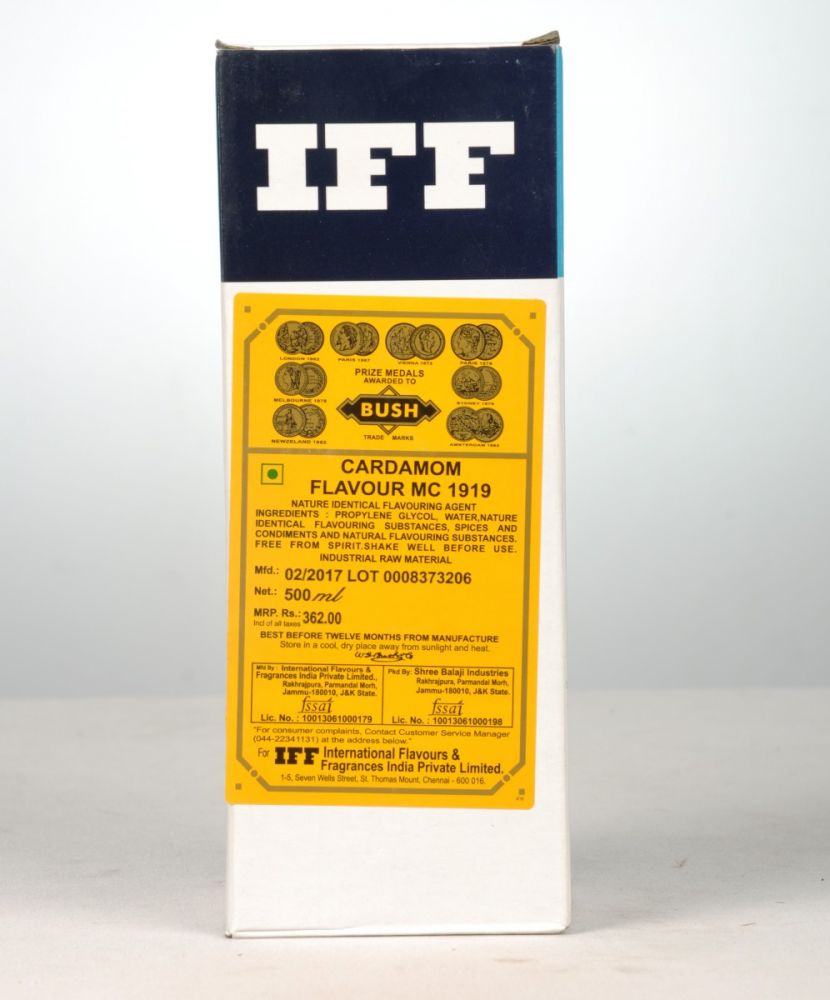 IFF
LONDON 1862
PARIS 1867
VIENNA 1873
PARIS 1878
PRIZE MEDALS
AWARDED TO
MELBOURNE 1879
BUSH
SYDNEY 1879
NEWZELAND 1882
TRADE MARKS
AMSTERDAM 1883
CARDAMOM
FLAVOUR MC 1919
NATURE IDENTICAL FLAVOURING AGENT
INGREDIENTS : PROPYLENE GLYCOL, WATER,NATURE
IDENTICAL FLAVOURING SUBSTANCES, SPICES AND
CONDIMENTS AND NATURAL FLAVOURING SUBSTANCES.
FREE FROM SPIRIT.SHAKE WELL BEFORE USE.
INDUSTRIAL RAW MATERIAL
Mfd.: 02/2017 LOT 0008373206
Net.: 500 ml
MRP. Rs.: 362.00
Incl of all taxes
BEST BEFORE TWELVE MONTHS FROM MANUFACTURE
Store in a cool, dry place away from sunlight and heat.
Mfd By : International Flavours &
Fragrances India Private Limited.,
Rakhrajpura, Parmandal Morh,
Jammu-180010, J&K State.
fssai
Lic. No. : 10013061000179
Pkd By: Shree Balaji Industries
Rakhrajpura, Parmandal Morh,
Jammu-180010, J&K State.
fssai
Lic. No. : 10013061000198
"For consumer complaints, Contact Customer Service Manager
(044-22341131) at the address below."
For IFF International Flavours &
Fragrances India Private Limited.
1-5, Seven Wells Street, St. Thomas Mount, Chennai - 600 016.